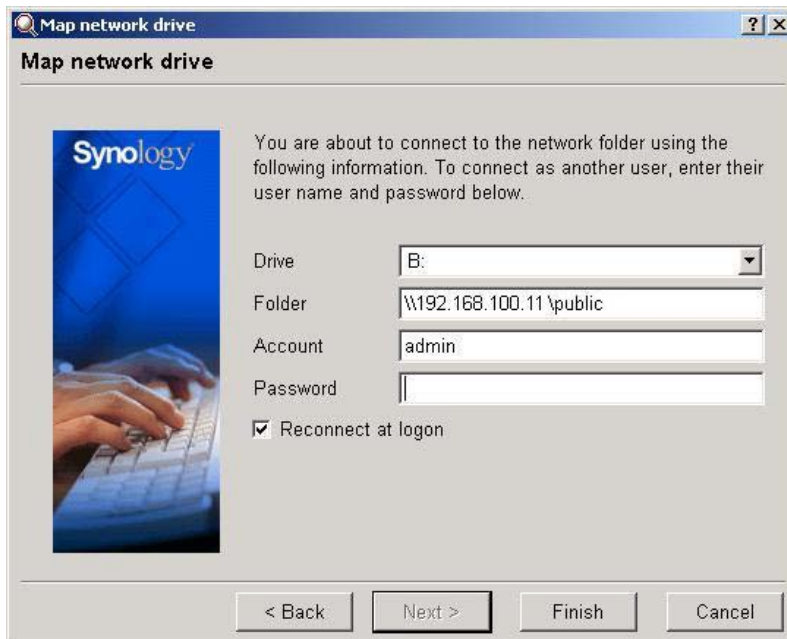 Map network drive
Map network drive
Synology
You are about to connect to the network folder using the
following information. To connect as another user, enter their
user name and password below.
Drive B:
Folder \\192.168.100.11\public
Account admin
Password
Reconnect at logon
< Back Next > Finish Cancel